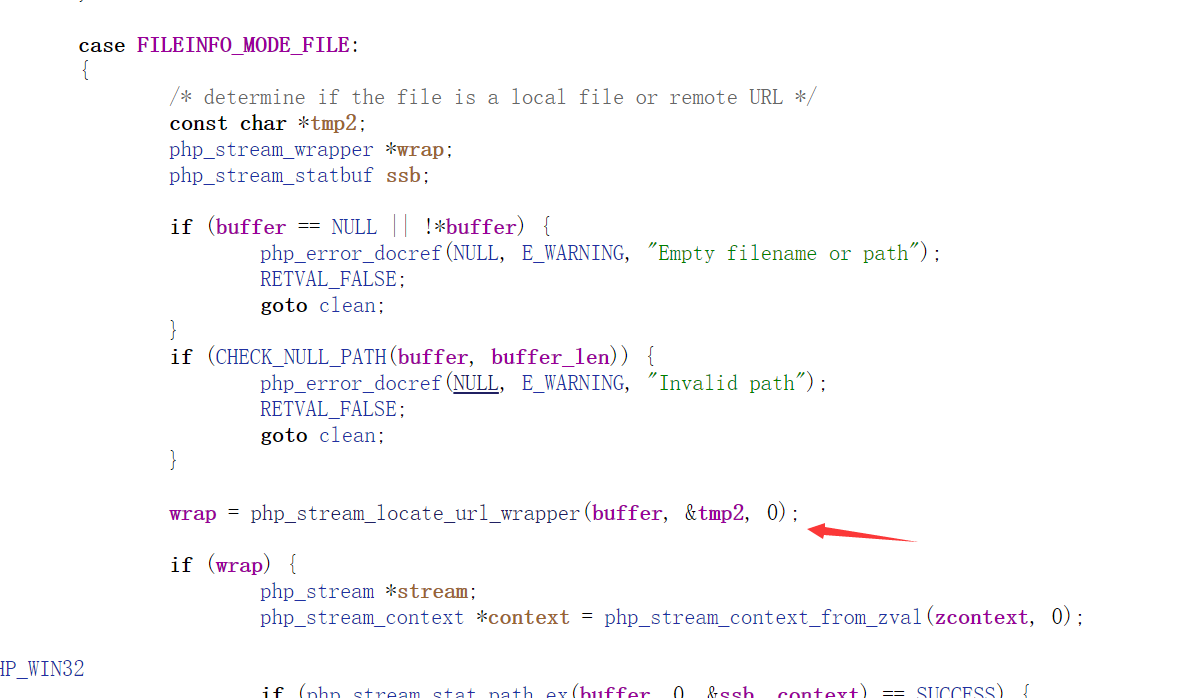 case FILEINFO_MODE_FILE:
{
/* determine if the file is a local file or remote URL */
const char *tmp2;
php_stream_wrapper *wrap;
php_stream_statbuf ssb;
if (buffer == NULL || !*buffer) {
php_error_docref(NULL, E_WARNING, "Empty filename or path");
RETVAL_FALSE;
goto clean;
}
if (CHECK_NULL_PATH(buffer, buffer_len)) {
php_error_docref(NULL, E_WARNING, "Invalid path");
RETVAL_FALSE;
goto clean;
}
wrap = php_stream_locate_url_wrapper(buffer, &tmp2, 0);
if (wrap) {
php_stream *stream;
php_stream_context *context = php_stream_context_from_zval(zcontext, 0);
HP_WIN32
if (php_stream_stat_path_ex(buffer, 0, &ssb, context) == SUCCESS) {